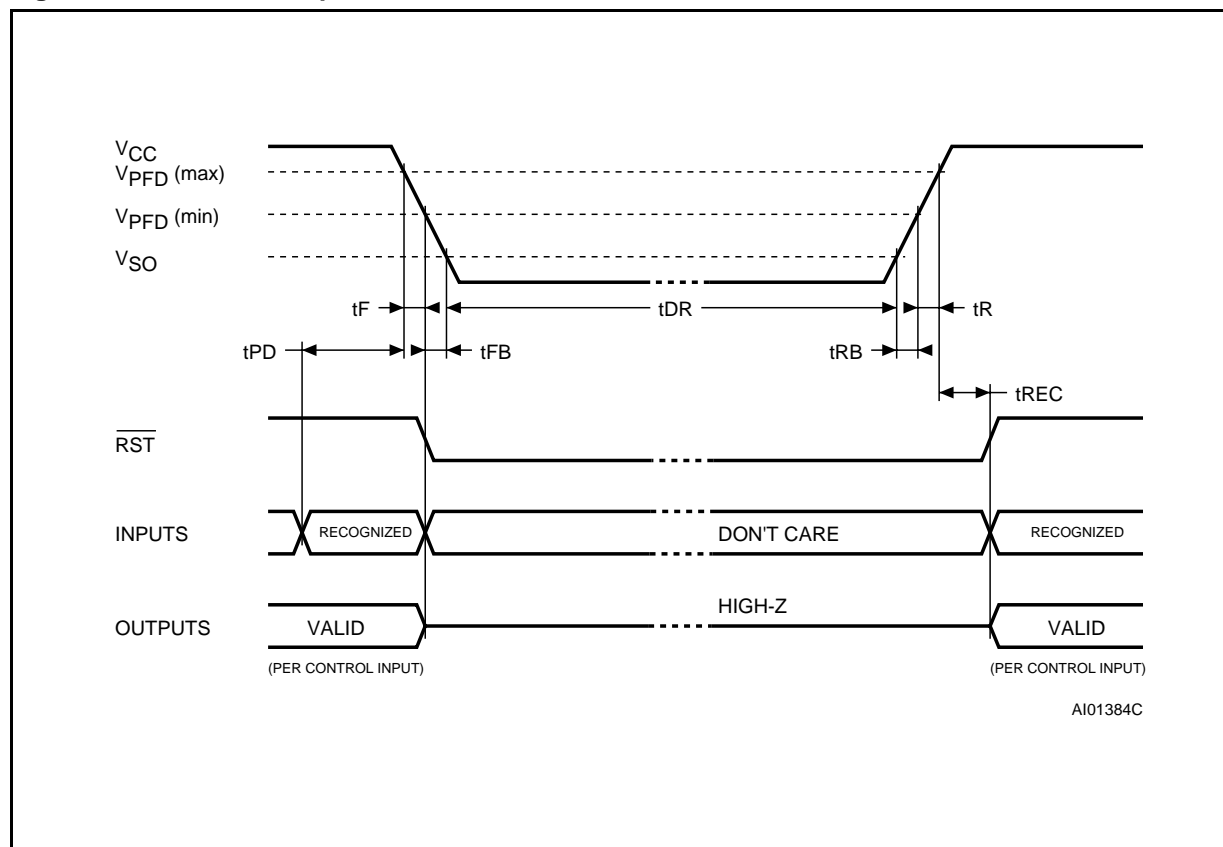 VCC
VPFD (max)
VPFD (min)
VSO
tF
tDR
tR
tPD
tFB
tRB
tREC
RST
INPUTS
RECOGNIZED
DON'T CARE
RECOGNIZED
HIGH-Z
OUTPUTS
VALID
VALID
(PER CONTROL INPUT)
(PER CONTROL INPUT)
AI01384C